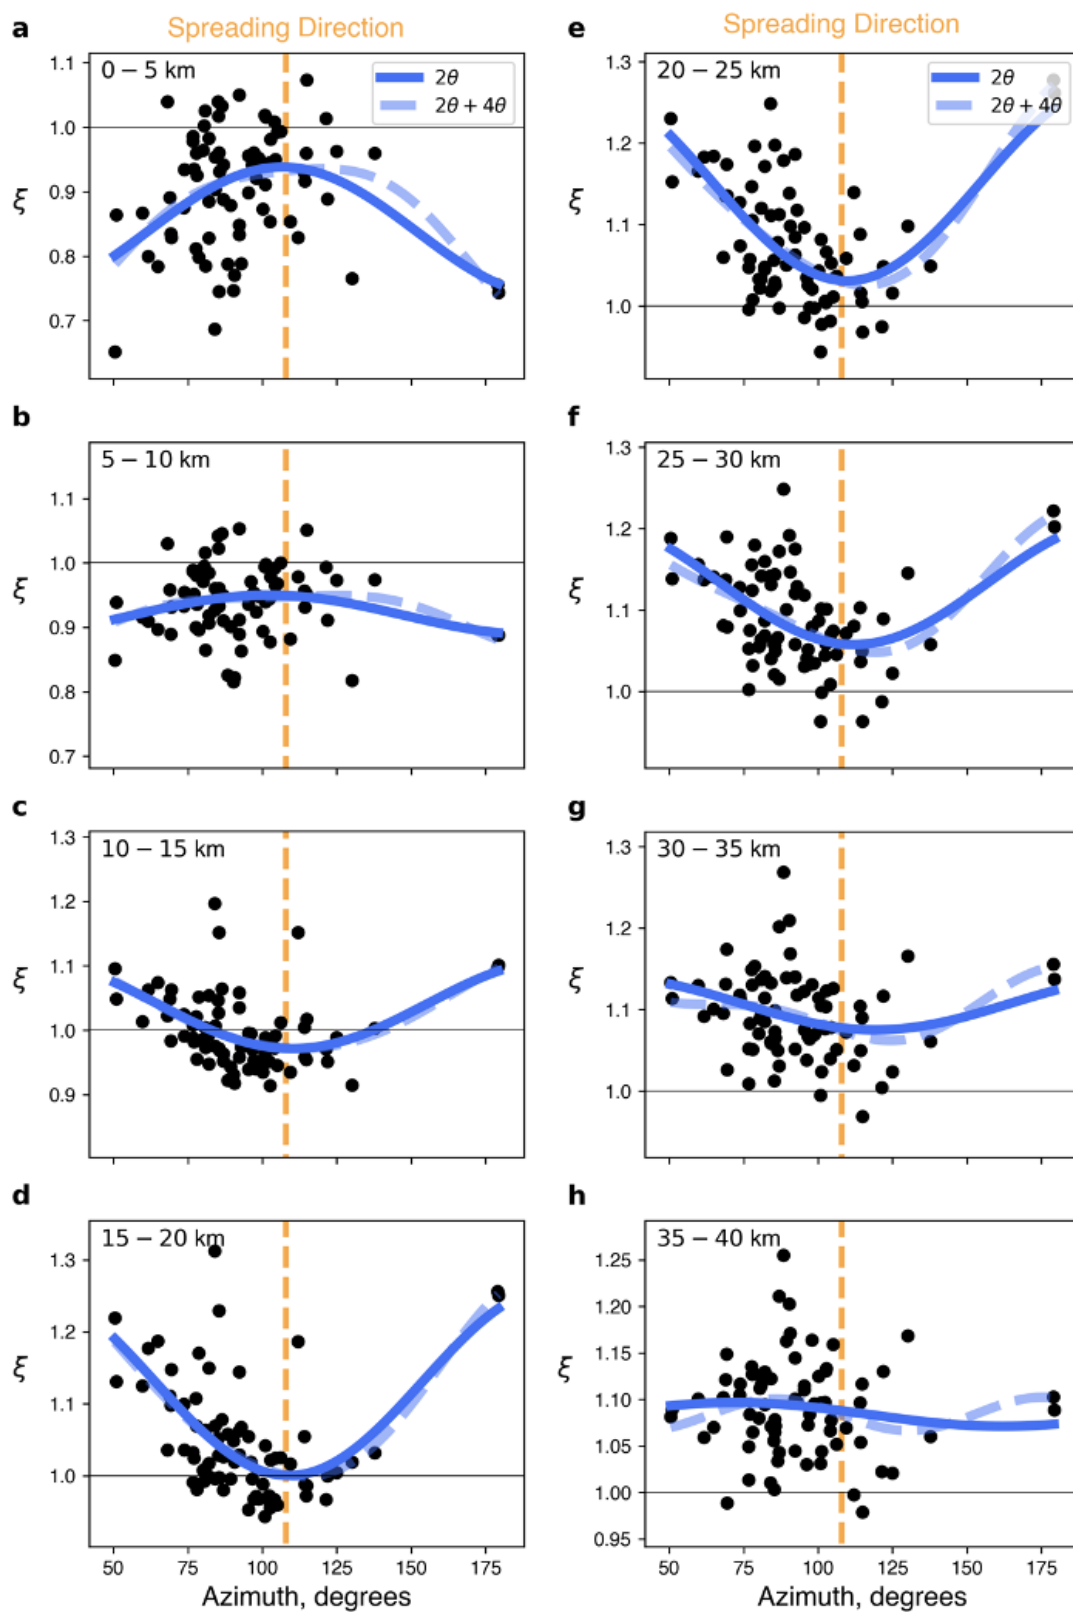 a
Spreading Direction
0 – 5 km
2θ
2θ + 4θ
1.1
1.0
0.9
0.8
0.7
ξ
b
5 – 10 km
1.1
1.0
0.9
0.8
0.7
ξ
c
10 – 15 km
1.3
1.2
1.1
1.0
0.9
ξ
d
15 – 20 km
1.3
1.2
1.1
1.0
ξ
50 75 100 125 150 175
Azimuth, degrees
e
Spreading Direction
20 – 25 km
2θ
2θ + 4θ
1.3
1.2
1.1
1.0
ξ
f
25 – 30 km
1.3
1.2
1.1
1.0
ξ
g
30 – 35 km
1.3
1.2
1.1
1.0
ξ
h
35 – 40 km
1.25
1.20
1.15
1.10
1.05
1.00
0.95
ξ
50 75 100 125 150 175
Azimuth, degrees